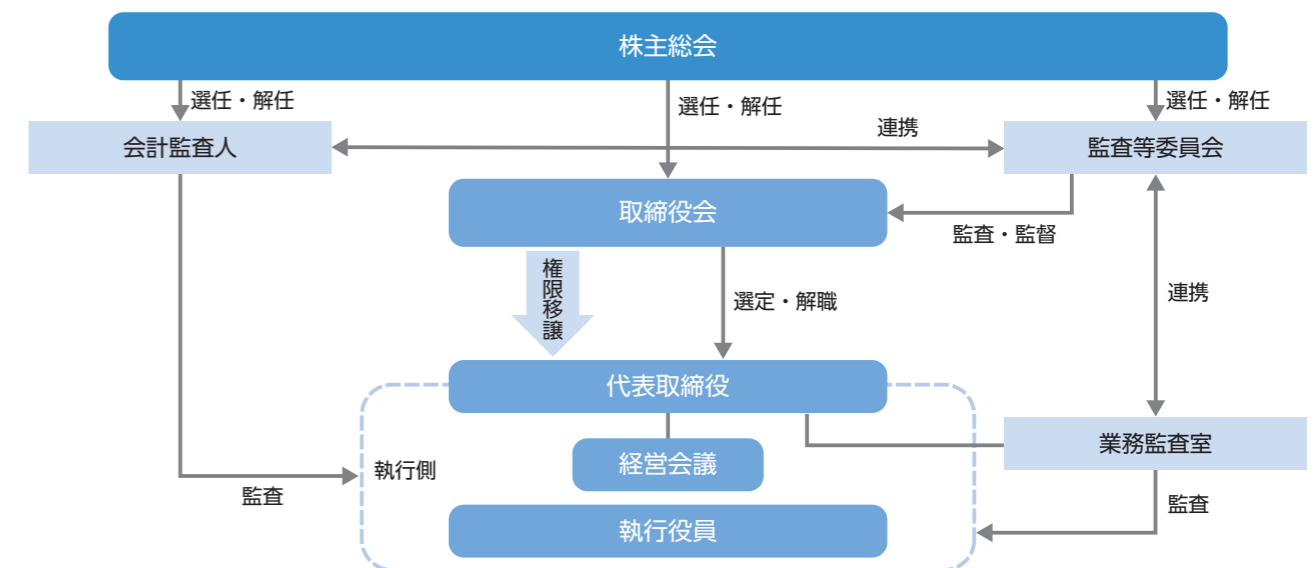 株主総会
選任・解任
選任・解任
選任・解任
会計監査人
連携
監査等委員会
取締役会
監査・監督
権限移譲
選定・解職
連携
代表取締役
執行側
経営会議
業務監査室
監査
監査
執行役員